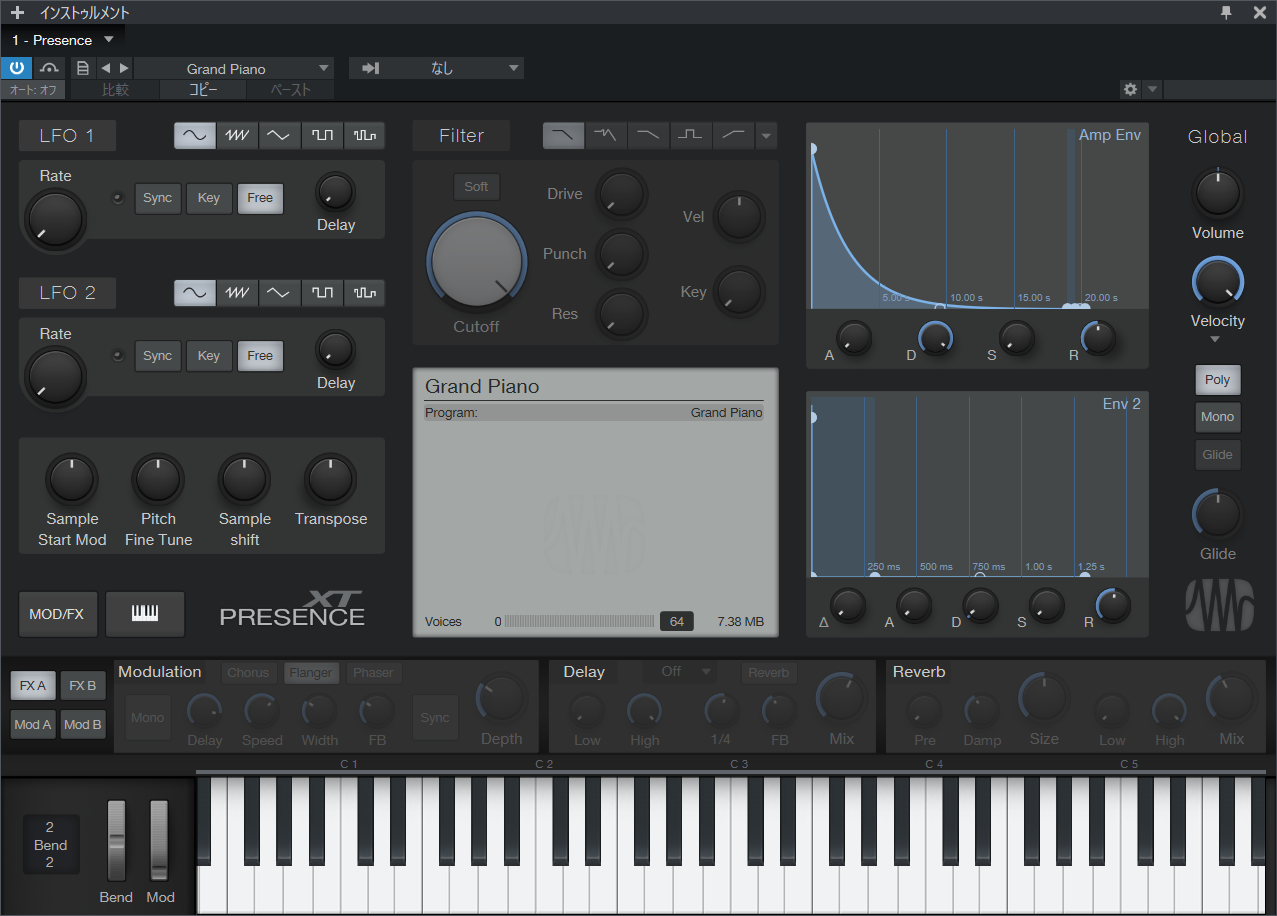 インストゥルメント
1 - Presence
Grand Piano
なし
オート: オフ
比較
コピー
ペースト
LFO 1
Rate
Sync
Key
Free
Delay
LFO 2
Rate
Sync
Key
Free
Delay
Sample
Start Mod
Pitch
Fine Tune
Sample
shift
Transpose
MOD/FX
PRESENCE XT
Filter
Soft
Cutoff
Drive
Punch
Res
Vel
Key
Grand Piano
Program:
Grand Piano
Voices
0
64
7.38 MB
Amp Env
5.00 s
10.00 s
15.00 s
20.00 s
A
D
S
R
Env 2
250 ms
500 ms
750 ms
1.00 s
1.25 s
Δ
A
D
S
R
Global
Volume
Velocity
Poly
Mono
Glide
Glide
FX A
FX B
Mod A
Mod B
Modulation
Chorus
Flanger
Phaser
Mono
Delay
Speed
Width
FB
Sync
Depth
Delay
Off
Reverb
Low
High
1/4
FB
Mix
Reverb
Pre
Damp
Size
Low
High
Mix
C 1
C 2
C 3
C 4
C 5
2
Bend
2
Bend
Mod